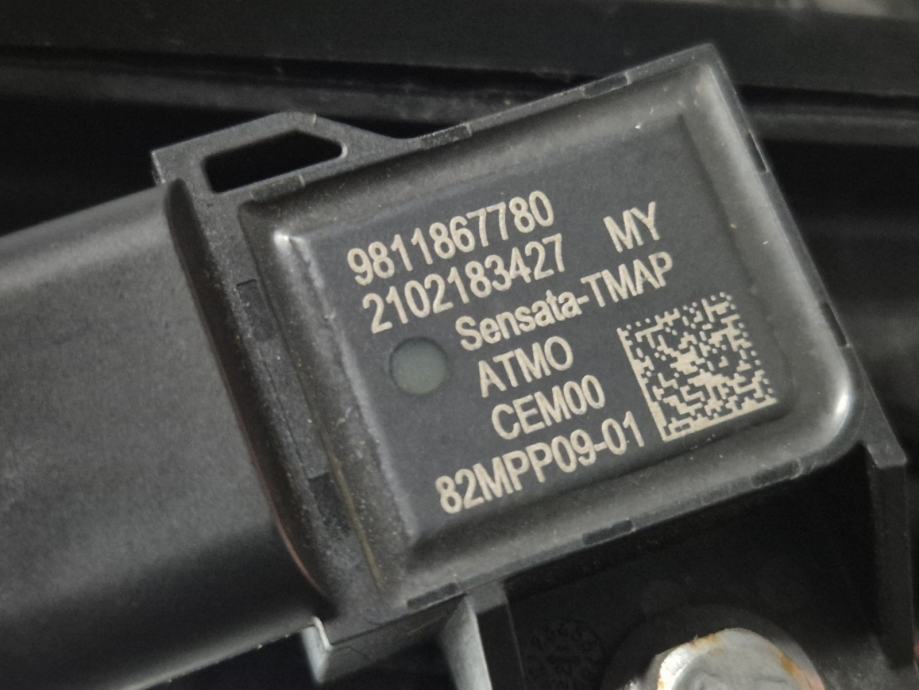 9811867780
2102183427 MY
Sensata-TMAP
ATMO
CEM00
82MPP09-01